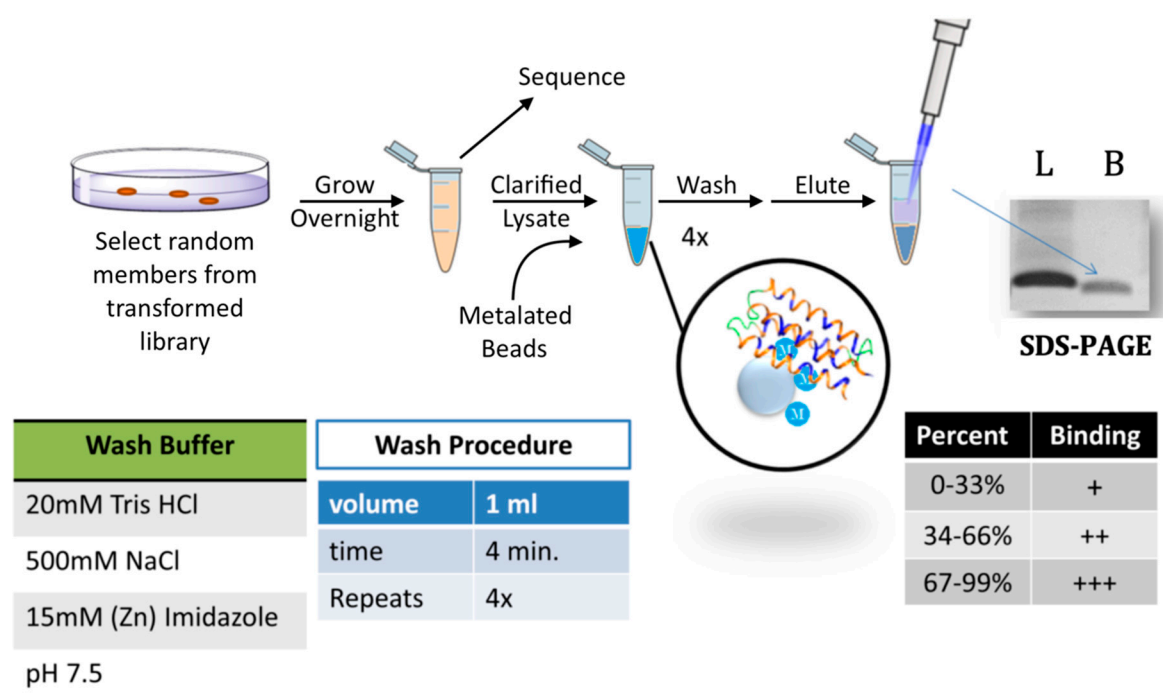 Sequence
Grow
Overnight
Clarified
Lysate
Wash
4x
Elute
L B
Select random
members from
transformed
library
Metalated
Beads
M
M
M
SDS-PAGE
Wash Buffer
20mM Tris HCl
500mM NaCl
15mM (Zn) Imidazole
pH 7.5
Wash Procedure
volume 1 ml
time 4 min.
Repeats 4x
Percent Binding
0-33% +
34-66% ++
67-99% +++